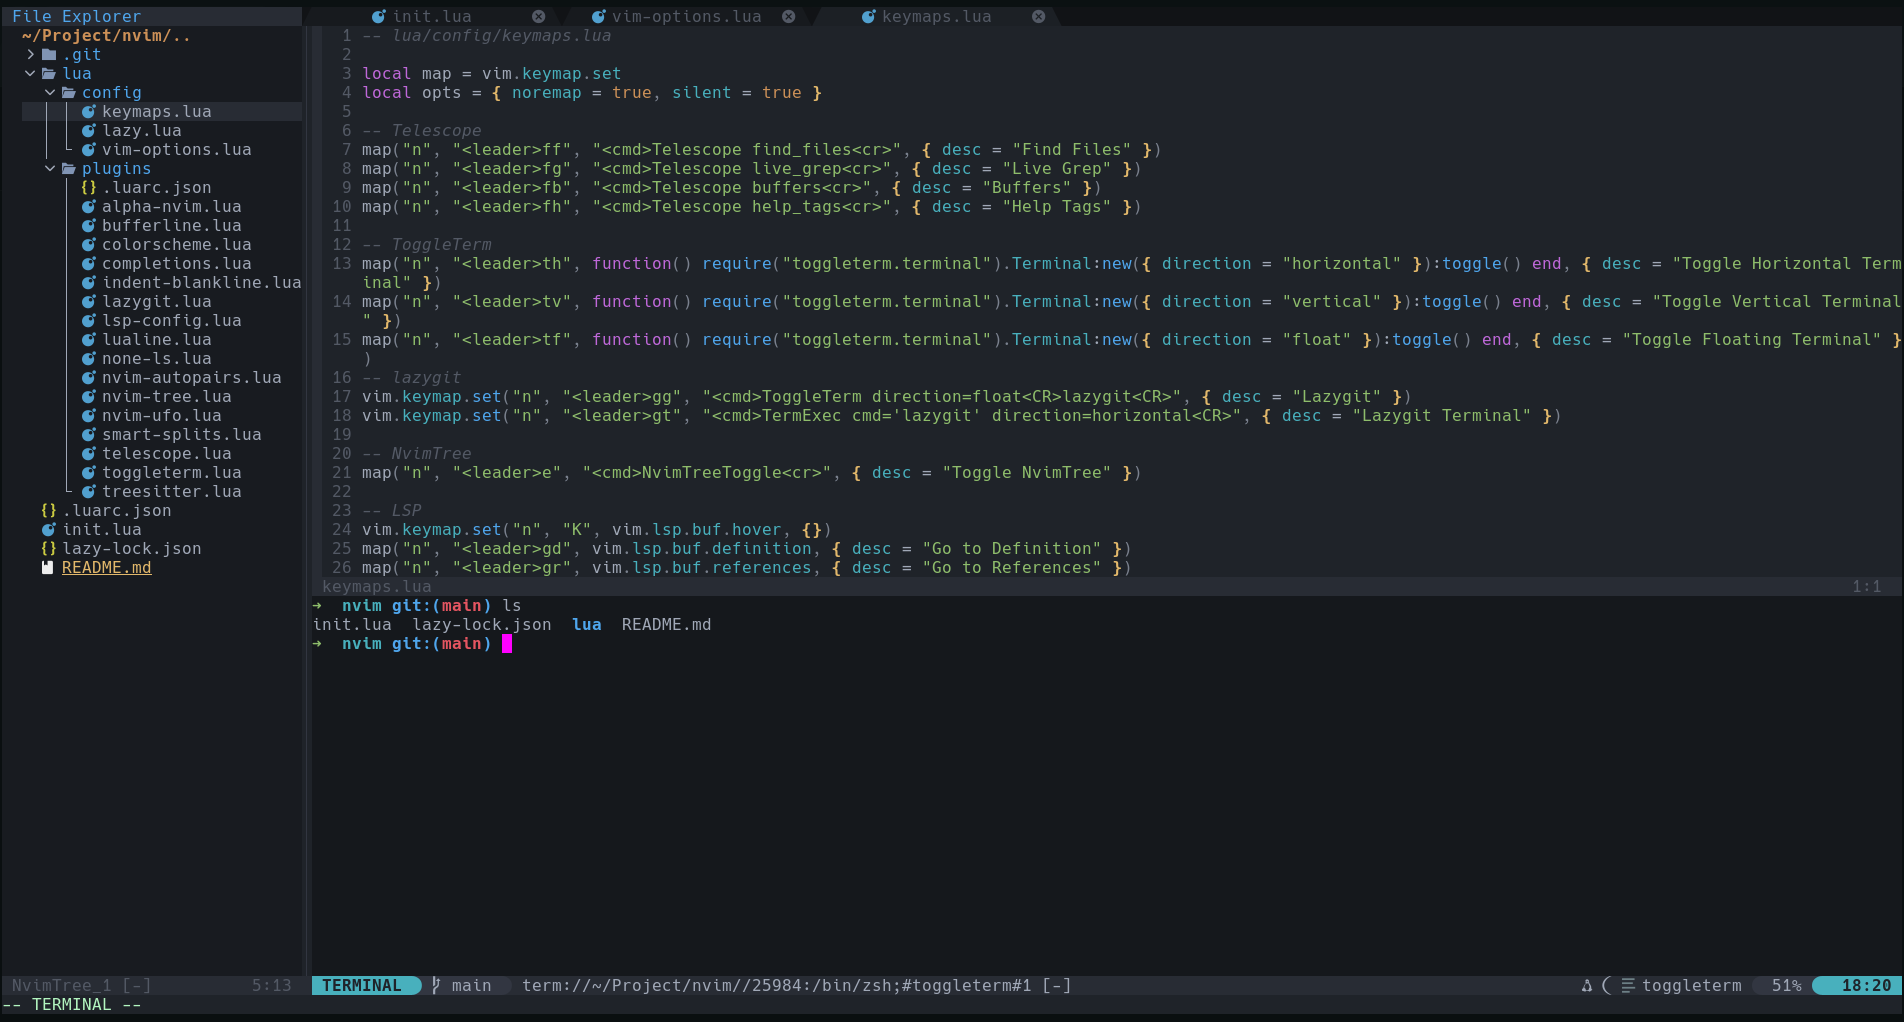 File Explorer
~/Project/nvim/..
.git
lua
config
keymaps.lua
lazy.lua
vim-options.lua
plugins
{} .luarc.json
alpha-nvim.lua
bufferline.lua
colorscheme.lua
completions.lua
indent-blankline.lua
lazygit.lua
lsp-config.lua
lualine.lua
none-ls.lua
nvim-autopairs.lua
nvim-tree.lua
nvim-ufo.lua
smart-splits.lua
telescope.lua
toggleterm.lua
treesitter.lua
{} .luarc.json
init.lua
{} lazy-lock.json
README.md
NvimTree_1 [-] 5:13
init.lua vim-options.lua keymaps.lua
1 -- lua/config/keymaps.lua
2
3 local map = vim.keymap.set
4 local opts = { noremap = true, silent = true }
5
6 -- Telescope
7 map("n", "<leader>ff", "<cmd>Telescope find_files<cr>", { desc = "Find Files" })
8 map("n", "<leader>fg", "<cmd>Telescope live_grep<cr>", { desc = "Live Grep" })
9 map("n", "<leader>fb", "<cmd>Telescope buffers<cr>", { desc = "Buffers" })
10 map("n", "<leader>fh", "<cmd>Telescope help_tags<cr>", { desc = "Help Tags" })
11
12 -- ToggleTerm
13 map("n", "<leader>th", function() require("toggleterm.terminal").Terminal:new({ direction = "horizontal" }):toggle() end, { desc = "Toggle Horizontal Term
inal" })
14 map("n", "<leader>tv", function() require("toggleterm.terminal").Terminal:new({ direction = "vertical" }):toggle() end, { desc = "Toggle Vertical Terminal
" })
15 map("n", "<leader>tf", function() require("toggleterm.terminal").Terminal:new({ direction = "float" }):toggle() end, { desc = "Toggle Floating Terminal" }
)
16 -- lazygit
17 vim.keymap.set("n", "<leader>gg", "<cmd>ToggleTerm direction=float<CR>lazygit<CR>", { desc = "Lazygit" })
18 vim.keymap.set("n", "<leader>gt", "<cmd>TermExec cmd='lazygit' direction=horizontal<CR>", { desc = "Lazygit Terminal" })
19
20 -- NvimTree
21 map("n", "<leader>e", "<cmd>NvimTreeToggle<cr>", { desc = "Toggle NvimTree" })
22
23 -- LSP
24 vim.keymap.set("n", "K", vim.lsp.buf.hover, {})
25 map("n", "<leader>gd", vim.lsp.buf.definition, { desc = "Go to Definition" })
26 map("n", "<leader>gr", vim.lsp.buf.references, { desc = "Go to References" })
keymaps.lua 1:1
➜ nvim git:(main) ls
init.lua lazy-lock.json lua README.md
➜ nvim git:(main)
TERMINAL main term://~/Project/nvim//25984:/bin/zsh;#toggleterm#1 [-] toggleterm 51% 18:20
-- TERMINAL --